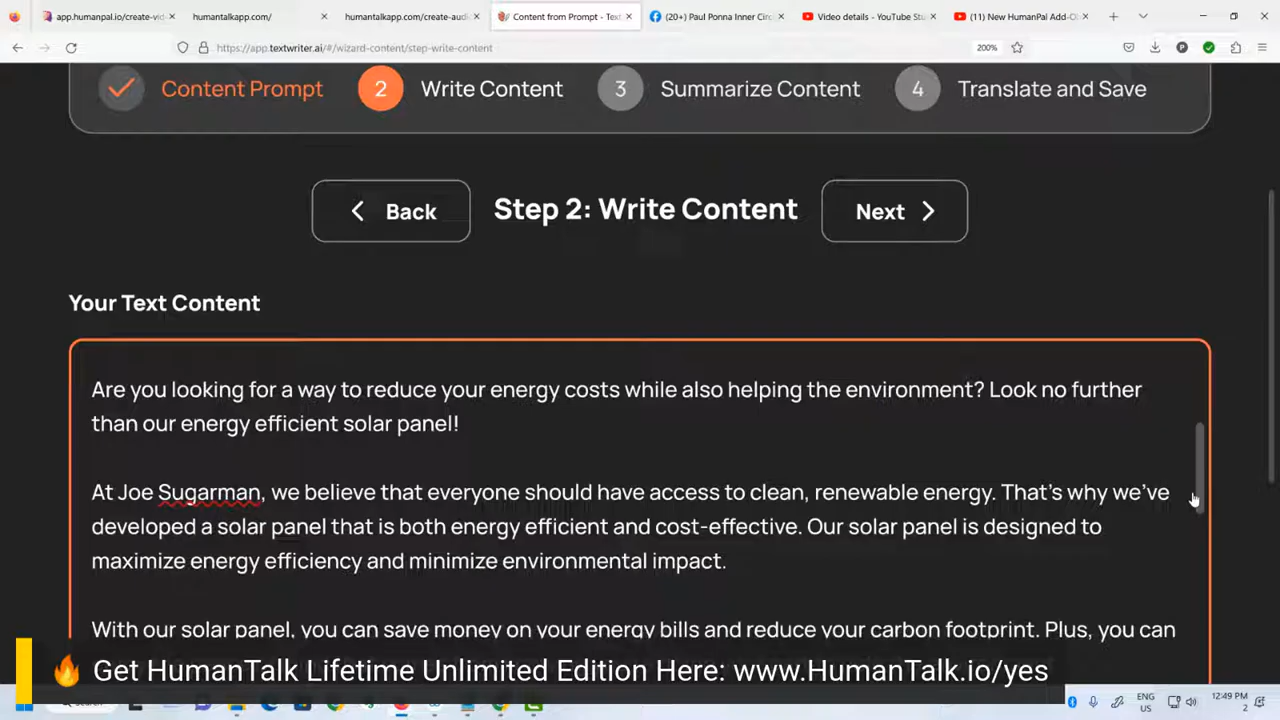 app.humanpal.io/create-vid
humantalkapp.com/
humantalkapp.com/create-audi
Content from Prompt - Text
(20+) Paul Ponna Inner Circ
Video details - YouTube Stu
(11) New HumanPal Add-O
https://app.textwriter.ai/#/wizard-content/step-write-content
200%
Content Prompt
2 Write Content
3 Summarize Content
4 Translate and Save
Back
Step 2: Write Content
Next
Your Text Content
Are you looking for a way to reduce your energy costs while also helping the environment? Look no further
than our energy efficient solar panel!
At Joe Sugarman, we believe that everyone should have access to clean, renewable energy. That's why we've
developed a solar panel that is both energy efficient and cost-effective. Our solar panel is designed to
maximize energy efficiency and minimize environmental impact.
With our solar panel, you can save money on your energy bills and reduce your carbon footprint. Plus, you can
🔥 Get HumanTalk Lifetime Unlimited Edition Here: www.HumanTalk.io/yes
ENG
US
12:49 PM